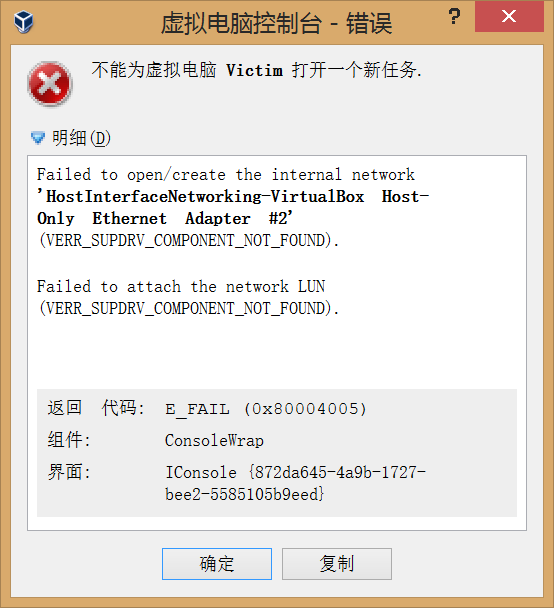 虚拟电脑控制台 - 错误
不能为虚拟电脑 Victim 打开一个新任务.
明细(D)
Failed to open/create the internal network
'HostInterfaceNetworking-VirtualBox Host-
Only Ethernet Adapter #2'
(VERR_SUPDRV_COMPONENT_NOT_FOUND).
Failed to attach the network LUN
(VERR_SUPDRV_COMPONENT_NOT_FOUND).
返回 代码: E_FAIL (0x80004005)
组件: ConsoleWrap
界面: IConsole {872da645-4a9b-1727-
bee2-5585105b9eed}
确定 复制